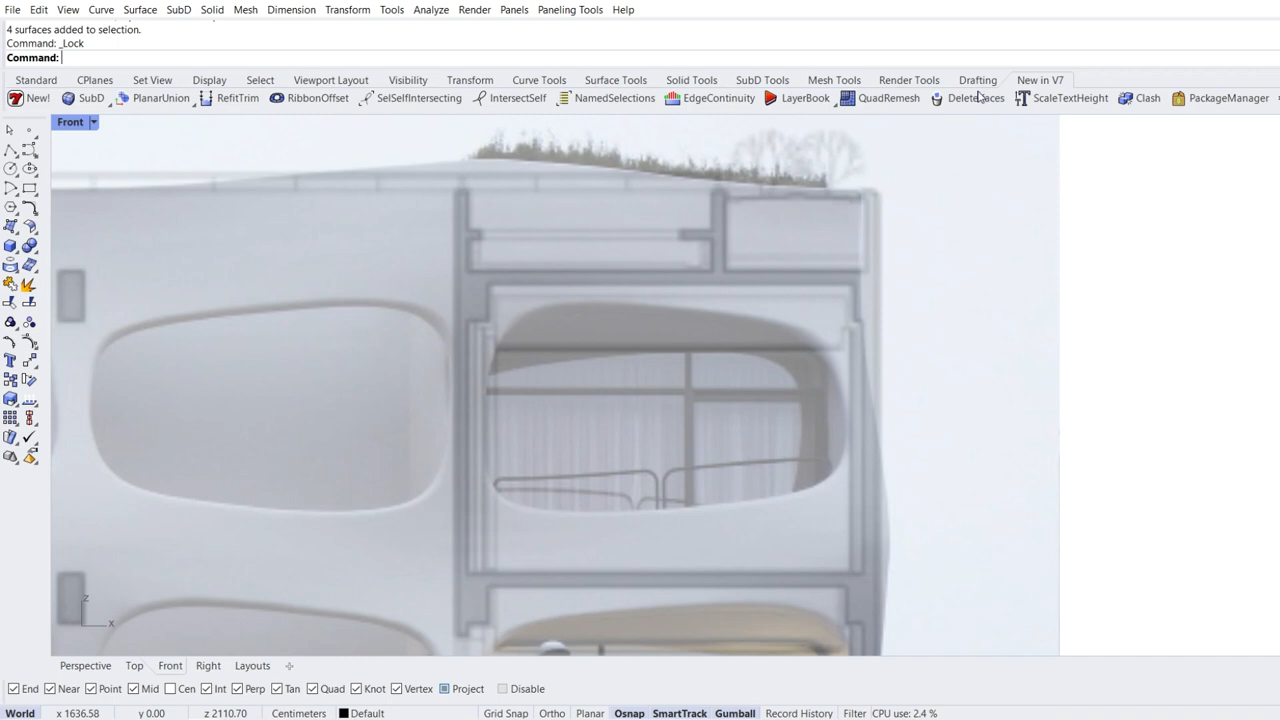 File Edit View Curve Surface SubD Solid Mesh Dimension Transform Tools Analyze Render Panels Paneling Tools Help
4 surfaces added to selection.
Command: _Lock
Command:
Standard CPlanes Set View Display Select Viewport Layout Visibility Transform Curve Tools Surface Tools Solid Tools SubD Tools Mesh Tools Render Tools Drafting New in V7
New! SubD PlanarUnion RefitTrim RibbonOffset SelSelfIntersecting IntersectSelf NamedSelections EdgeContinuity LayerBook QuadRemesh DeleteFaces ScaleTextHeight Clash PackageManager
Front
z
x
Perspective Top Front Right Layouts
End Near Point Mid Cen Int Perp Tan Quad Knot Vertex Project Disable
World x 1636.58 y 0.00 z 2110.70 Centimeters Default Grid Snap Ortho Planar Osnap SmartTrack Gumball Record History Filter CPU use: 2.4 %